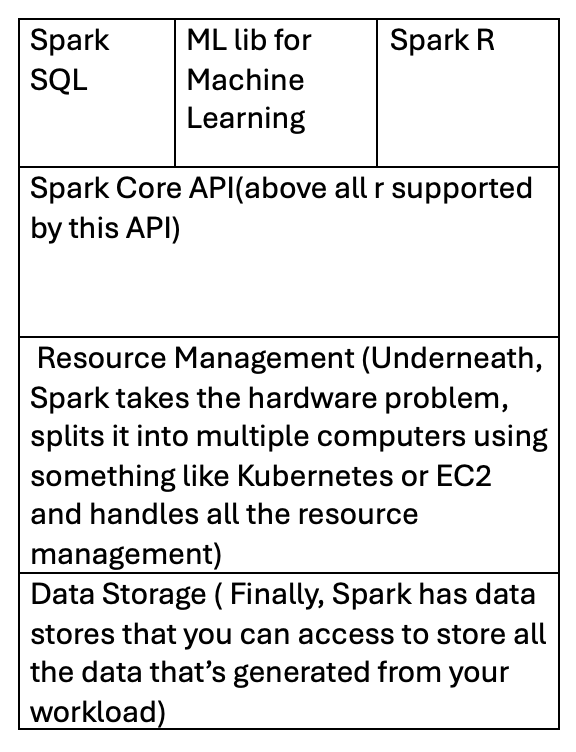 Spark
SQL
ML lib for
Machine
Learning
Spark R
Spark Core API(above all r supported
by this API)
Resource Management (Underneath,
Spark takes the hardware problem,
splits it into multiple computers using
something like Kubernetes or EC2
and handles all the resource
management)
Data Storage ( Finally, Spark has data
stores that you can access to store all
the data that’s generated from your
workload)